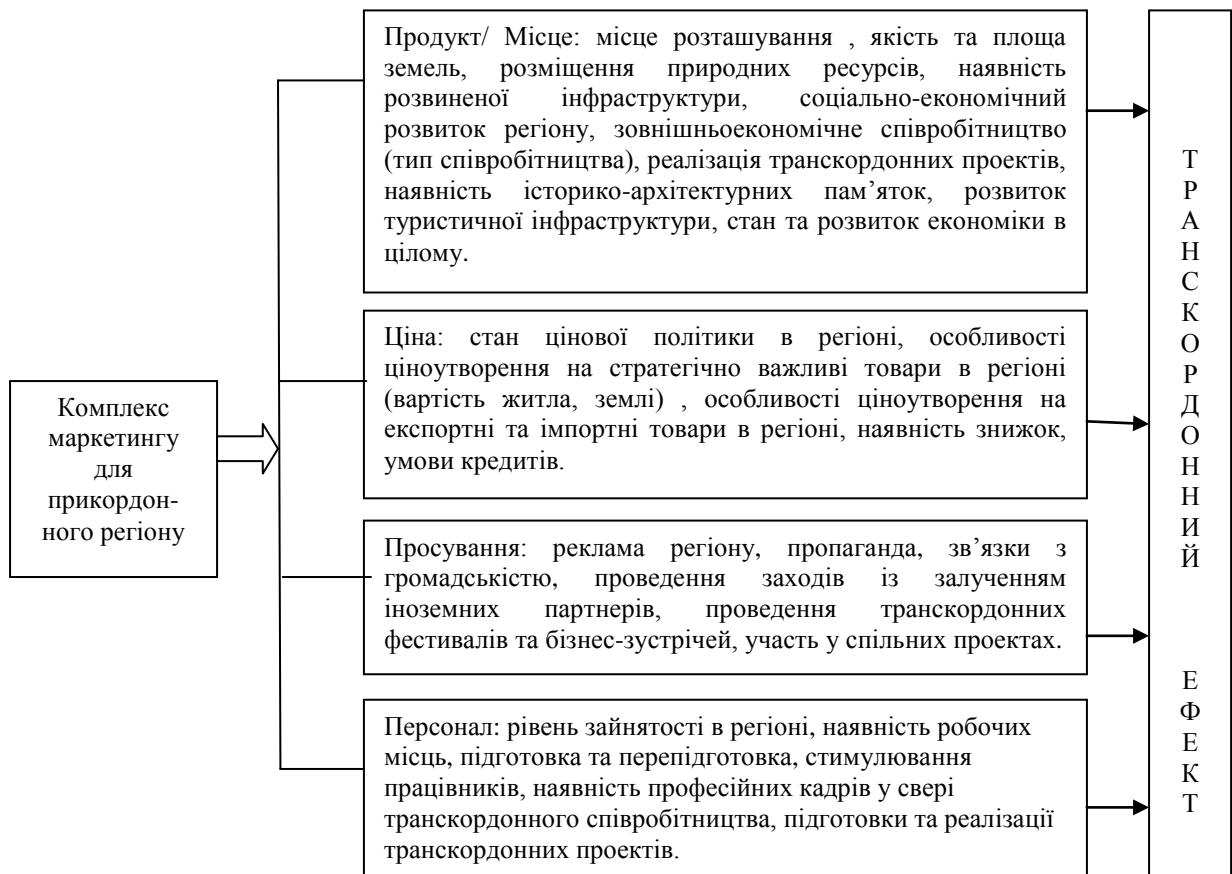 Продукт/ Місце: місце розташування , якість та площа
земель, розміщення природних ресурсів, наявність
розвиненої інфраструктури, соціально-економічний
розвиток регіону, зовнішньоекономічне співробітництво
(тип співробітництва), реалізація транскордонних проектів,
наявність історико-архітектурних пам’яток, розвиток
туристичної інфраструктури, стан та розвиток економіки в
цілому.
Ціна: стан цінової політики в регіоні, особливості
ціноутворення на стратегічно важливі товари в регіоні
(вартість житла, землі) , особливості ціноутворення на
експортні та імпортні товари в регіоні, наявність знижок,
умови кредитів.
Комплекс
маркетингу
для
прикордон-
ного регіону
Просування: реклама регіону, пропаганда, зв’язки з
громадськістю, проведення заходів із залученням
іноземних партнерів, проведення транскордонних
фестивалів та бізнес-зустрічей, участь у спільних проектах.
Персонал: рівень зайнятості в регіоні, наявність робочих
місць, підготовка та перепідготовка, стимулювання
працівників, наявність професійних кадрів у свері
транскордонного співробітництва, підготовки та реалізації
транскордонних проектів.
ТРАНСКОРДОННИЙ
ЕФЕКТ